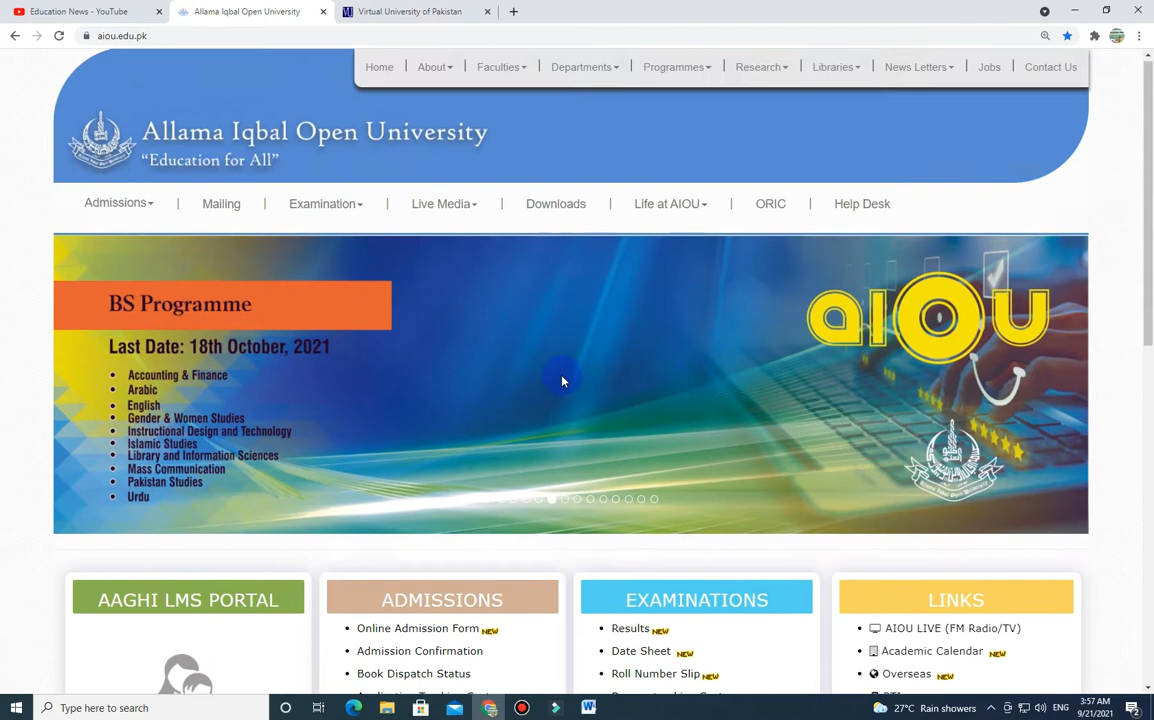 Education News - YouTube
Allama Iqbal Open University
Virtual University of Pakistan
aiou.edu.pk
Home | About | Faculties | Departments | Programmes | Research | Libraries | News Letters | Jobs | Contact Us
Allama Iqbal Open University
“Education for All”
Admissions | Mailing | Examination | Live Media | Downloads | Life at AIOU | ORIC | Help Desk
BS Programme
Last Date: 18th October, 2021
• Accounting & Finance
• Arabic
• English
• Gender & Women Studies
• Instructional Design and Technology
• Islamic Studies
• Library and Information Sciences
• Mass Communication
• Pakistan Studies
• Urdu
aiou
AAGHI LMS PORTAL
ADMISSIONS
• Online Admission Form NEW
• Admission Confirmation
• Book Dispatch Status
EXAMINATIONS
• Results NEW
• Date Sheet NEW
• Roll Number Slip NEW
LINKS
• AIOU LIVE (FM Radio/TV)
• Academic Calendar NEW
• Overseas NEW
Type here to search
27°C Rain showers
ENG
3:57 AM
9/21/2021
2